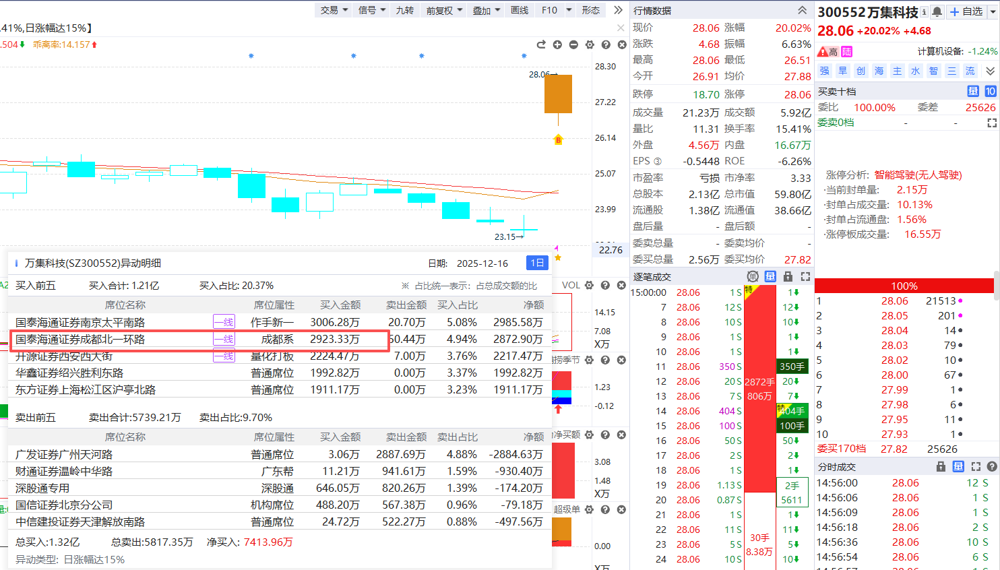 交易 信号 九转 前复权 叠加 画线 F10 形态
.41%,日涨幅达15%】
.504 乖离率:14.157
28.30
28.06→
27.22
B
26.14
25.07
23.99
23.15→
22.76
万集科技(SZ300552)异动明细 日期: 2025-12-16 1日
买入前五 买入合计: 1.21亿 买入占比: 20.37% ※ 占比统一表示: 占总成交额的比
席位名称 席位属性 买入金额 卖出金额 买入占比 净额
国泰海通证券南京太平南路 一线 作手新一 3006.28万 20.70万 5.08% 2985.58万
国泰海通证券成都北一环路 一线 成都系 2923.33万 50.44万 4.94% 2872.90万
开源证券西安西大街 一线 量化打板 2224.47万 7.00万 3.76% 2217.47万
华鑫证券绍兴胜利东路 普通席位 1992.82万 0.00万 3.37% 1992.82万
东方证券上海松江区沪亭北路 普通席位 1911.17万 0.00万 3.23% 1911.17万
卖出前五 卖出合计:5739.21万 卖出占比:9.70%
席位名称 席位属性 买入金额 卖出金额 卖出占比 净额
广发证券广州天河路 普通席位 3.06万 2887.69万 4.88% -2884.63万
财通证券温岭中华路 广东帮 11.21万 941.61万 1.59% -930.40万
深股通专用 深股通 646.05万 820.26万 1.39% -174.20万
国信证券北京分公司 机构席位 488.20万 567.38万 0.96% -79.18万
中信建投证券天津解放南路 普通席位 24.72万 522.27万 0.88% -497.56万
总买入:1.32亿 总卖出:5817.35万 净买入: 7413.96万
异动类型: 日涨幅达15%
VOL
14.15
7.08
X万
捞季节
1.23
-0.12
净买额
3.08
1.48
X万
超级单
0.00
X万
行情数据
现价 28.06 涨幅 20.02%
涨跌 4.68 振幅 6.63%
最高 28.06 最低 26.51
今开 26.91 均价 27.88
跌停 18.70 涨停 28.06
成交量 21.23万 成交额 5.92亿
量比 11.31 换手率 15.41%
外盘 4.56万 内盘 16.67万
EPS ③ -0.5448 ROE -6.26%
市盈率 亏损 市净率 3.33
总股本 2.13亿 总市值 59.80亿
流通股 1.38亿 流通值 38.66亿
盘后量 - 盘后额 -
委卖总量 - 委卖均价 -
委买总量 2.56万 委买均价 27.82
逐笔成交 单 量
15:00:00 28.06 1 S 特 1
7 28.06 12 S 12
8 28.06 10 S 10
9 28.06 1 S 1
10 28.06 1 S 1
11 28.06 350 S 350手
12 28.06 20 S 2872手 20
13 28.06 7 S 806万 7
14 28.06 404 S 特 404手
15 28.06 100 S 100手
16 28.06 50 S 50
17 28.06 2 S 2
18 28.06 1 S 1
19 28.06 1.13 S 2手
20 28.06 0.87 S 5611
21 28.06 1 S 1
22 28.06 11 S 11
23 28.06 5 S 30手 5
24 28.06 10 S 8.38万 10
300552万集科技 自选
28.06 +20.02% +4.68
高 陆 计算机设备: -1.24%
强 旱 创 海 主 水 智 三 流
买卖十档 量 10
委比 100.00% 委差 25626
委卖0档 - -
涨停分析: 智能驾驶(无人驾驶)
·当前封单量: 2.15万
·封单占成交量: 10.13%
·封单占流通盘: 1.56%
·涨停板成交量: 16.55万
100%
1 28.06 21513
2 28.05 201
3 28.04 14
4 28.03 79
5 28.02 10
6 28.00 67
7 27.99 1
8 27.98 6
9 27.95 11
10 27.93 1
委买170档 27.82 25626
分时成交 量
14:56:00 28.06 12 S
14:56:06 28.06 1 S
14:56:09 28.06 1 S
14:56:18 28.06 2 S
14:56:36 28.06 10 S
14:56:54 28.06 6 S
14:56:57 28.06 1 S